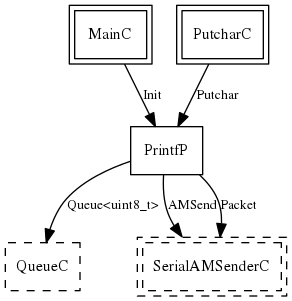 MainC
PutcharC
Init
Putchar
PrintfP
Queue<uint8_t>
AMSend
Packet
QueueC
SerialAMSenderC